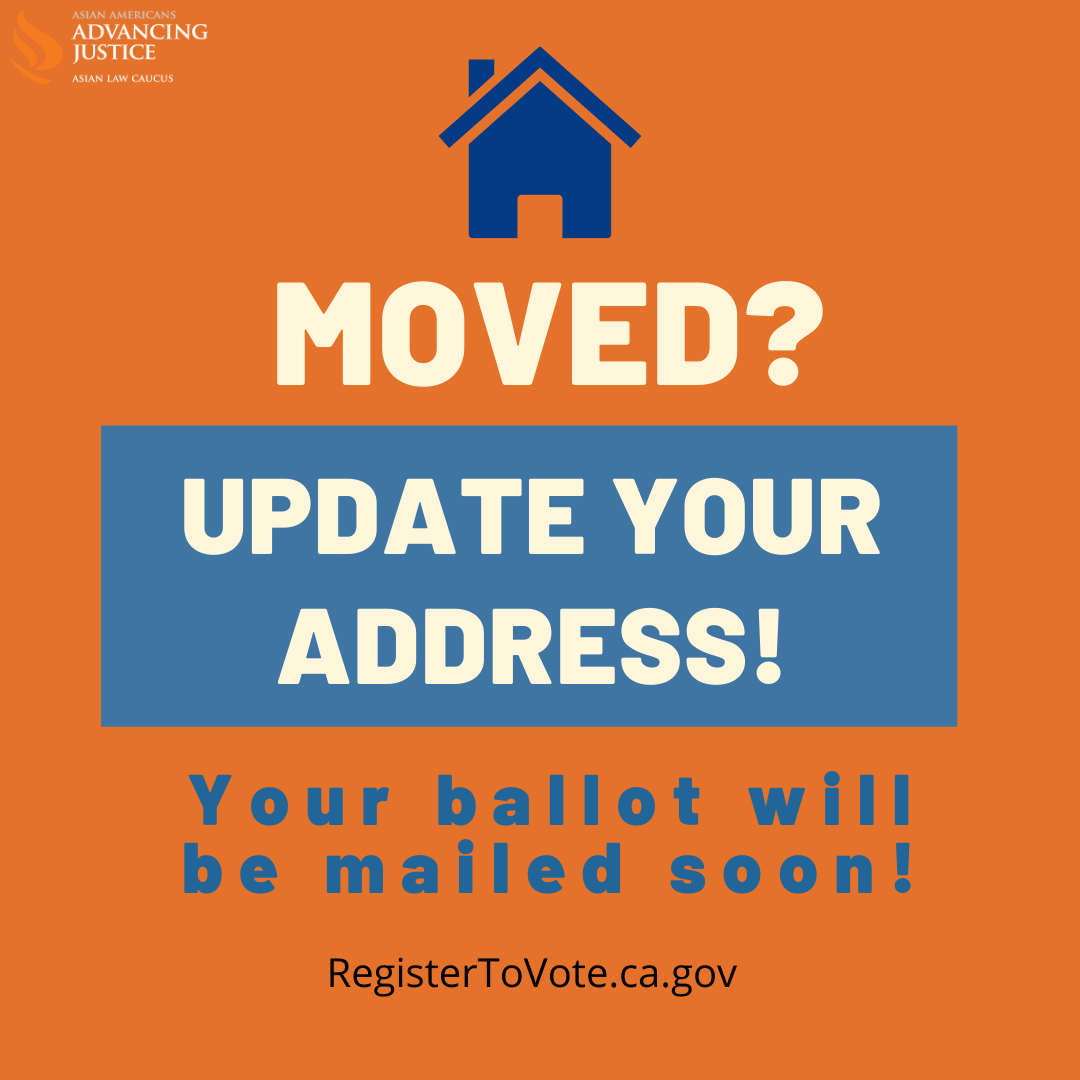 ASIAN AMERICANS
ADVANCING
JUSTICE
ASIAN LAW CAUCUS
MOVED?
UPDATE YOUR
ADDRESS!
Your ballot will
be mailed soon!
RegisterToVote.ca.gov